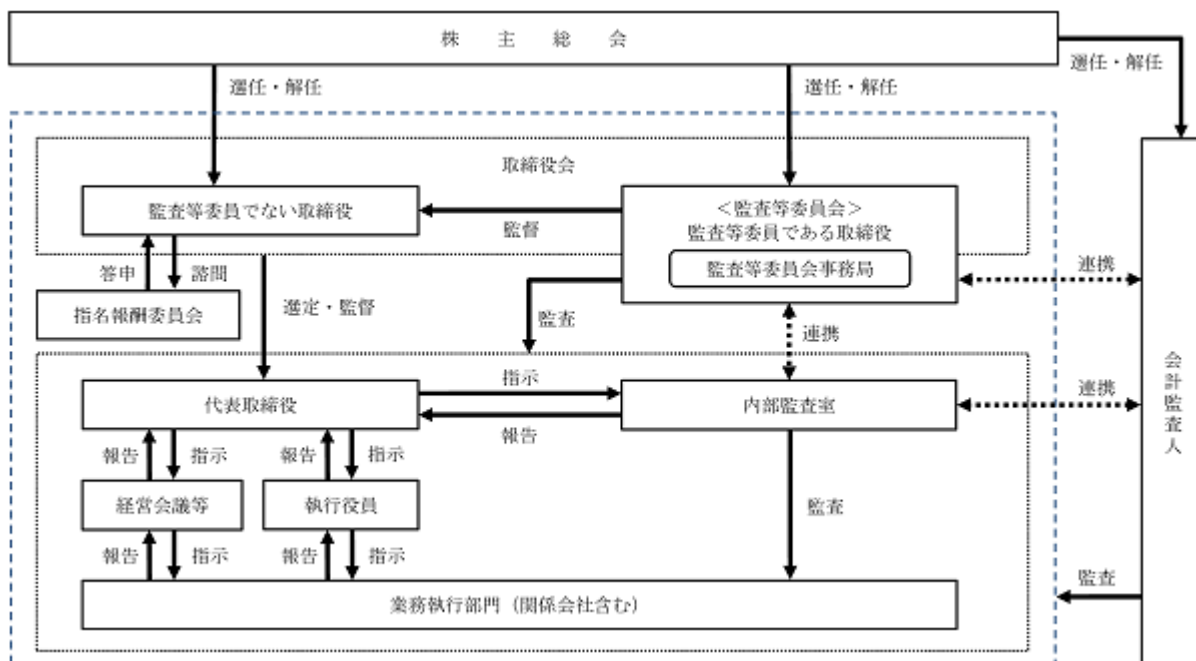 株主総会
選任・解任
選任・解任
選任・解任
取締役会
監査等委員でない取締役
監督
＜監査等委員会＞
監査等委員である取締役
監査等委員会事務局
答申
諮問
指名報酬委員会
選定・監督
監査
連携
連携
代表取締役
指示
報告
内部監査室
連携
会計監査人
報告
指示
報告
指示
経営会議等
執行役員
監査
報告
指示
報告
指示
業務執行部門（関係会社含む）
監査